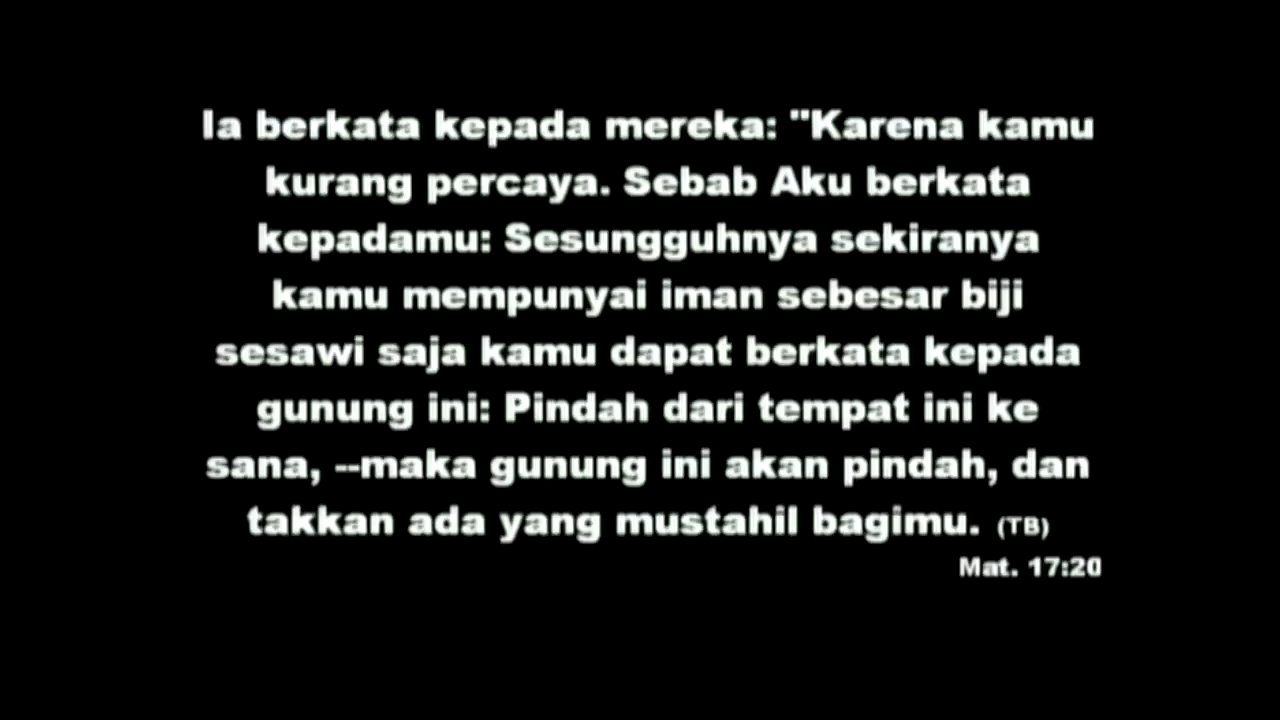 Ia berkata kepada mereka: "Karena kamu
kurang percaya. Sebab Aku berkata
kepadamu: Sesungguhnya sekiranya
kamu mempunyai iman sebesar biji
sesawi saja kamu dapat berkata kepada
gunung ini: Pindah dari tempat ini ke
sana, --maka gunung ini akan pindah, dan
takkan ada yang mustahil bagimu. (TB)
Mat. 17:20